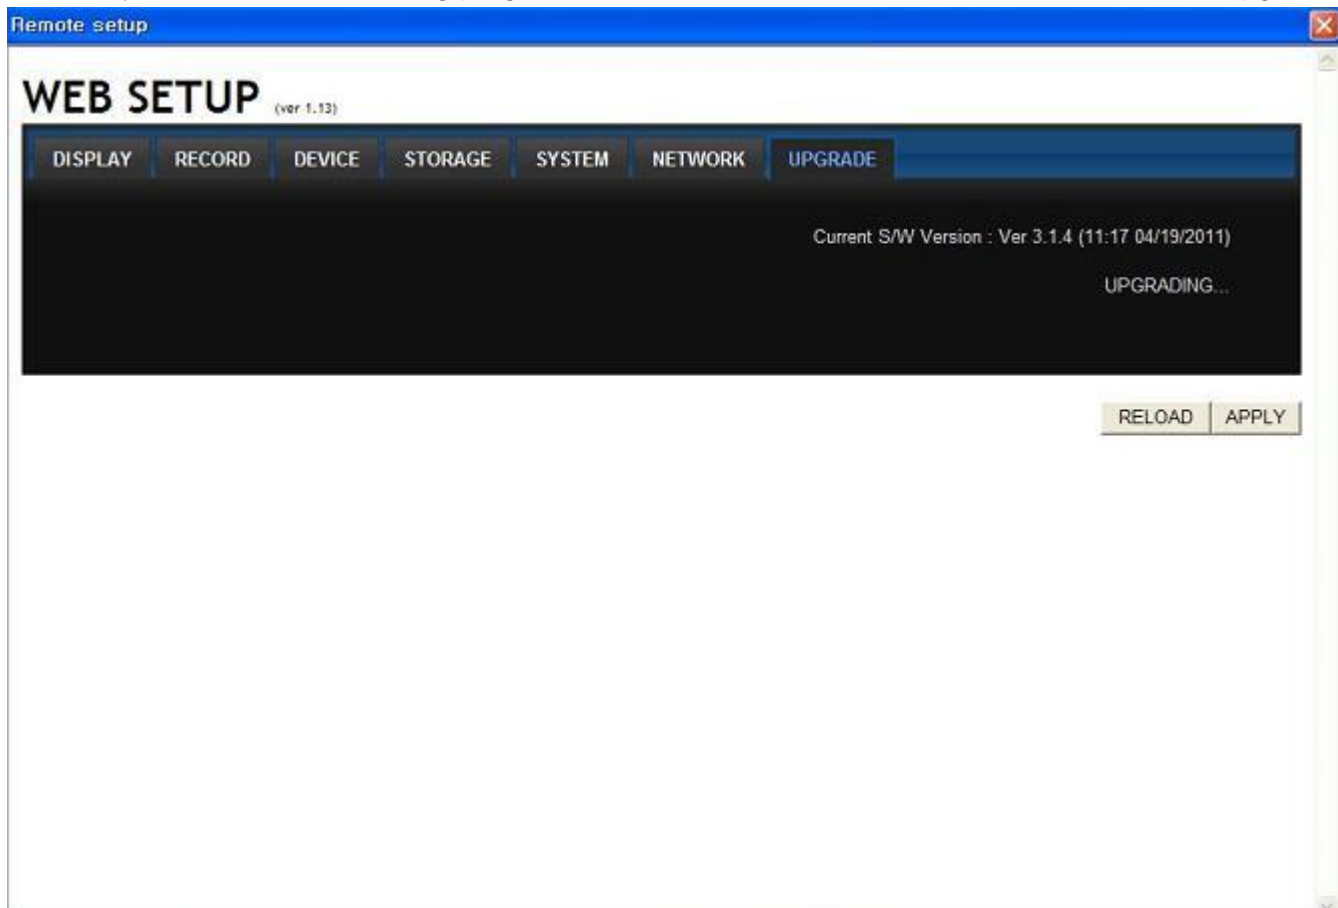 Remote setup
WEB SETUP (ver 1.13)
DISPLAY RECORD DEVICE STORAGE SYSTEM NETWORK UPGRADE
Current S/W Version : Ver 3.1.4 (11:17 04/19/2011)
UPGRADING...
RELOAD APPLY